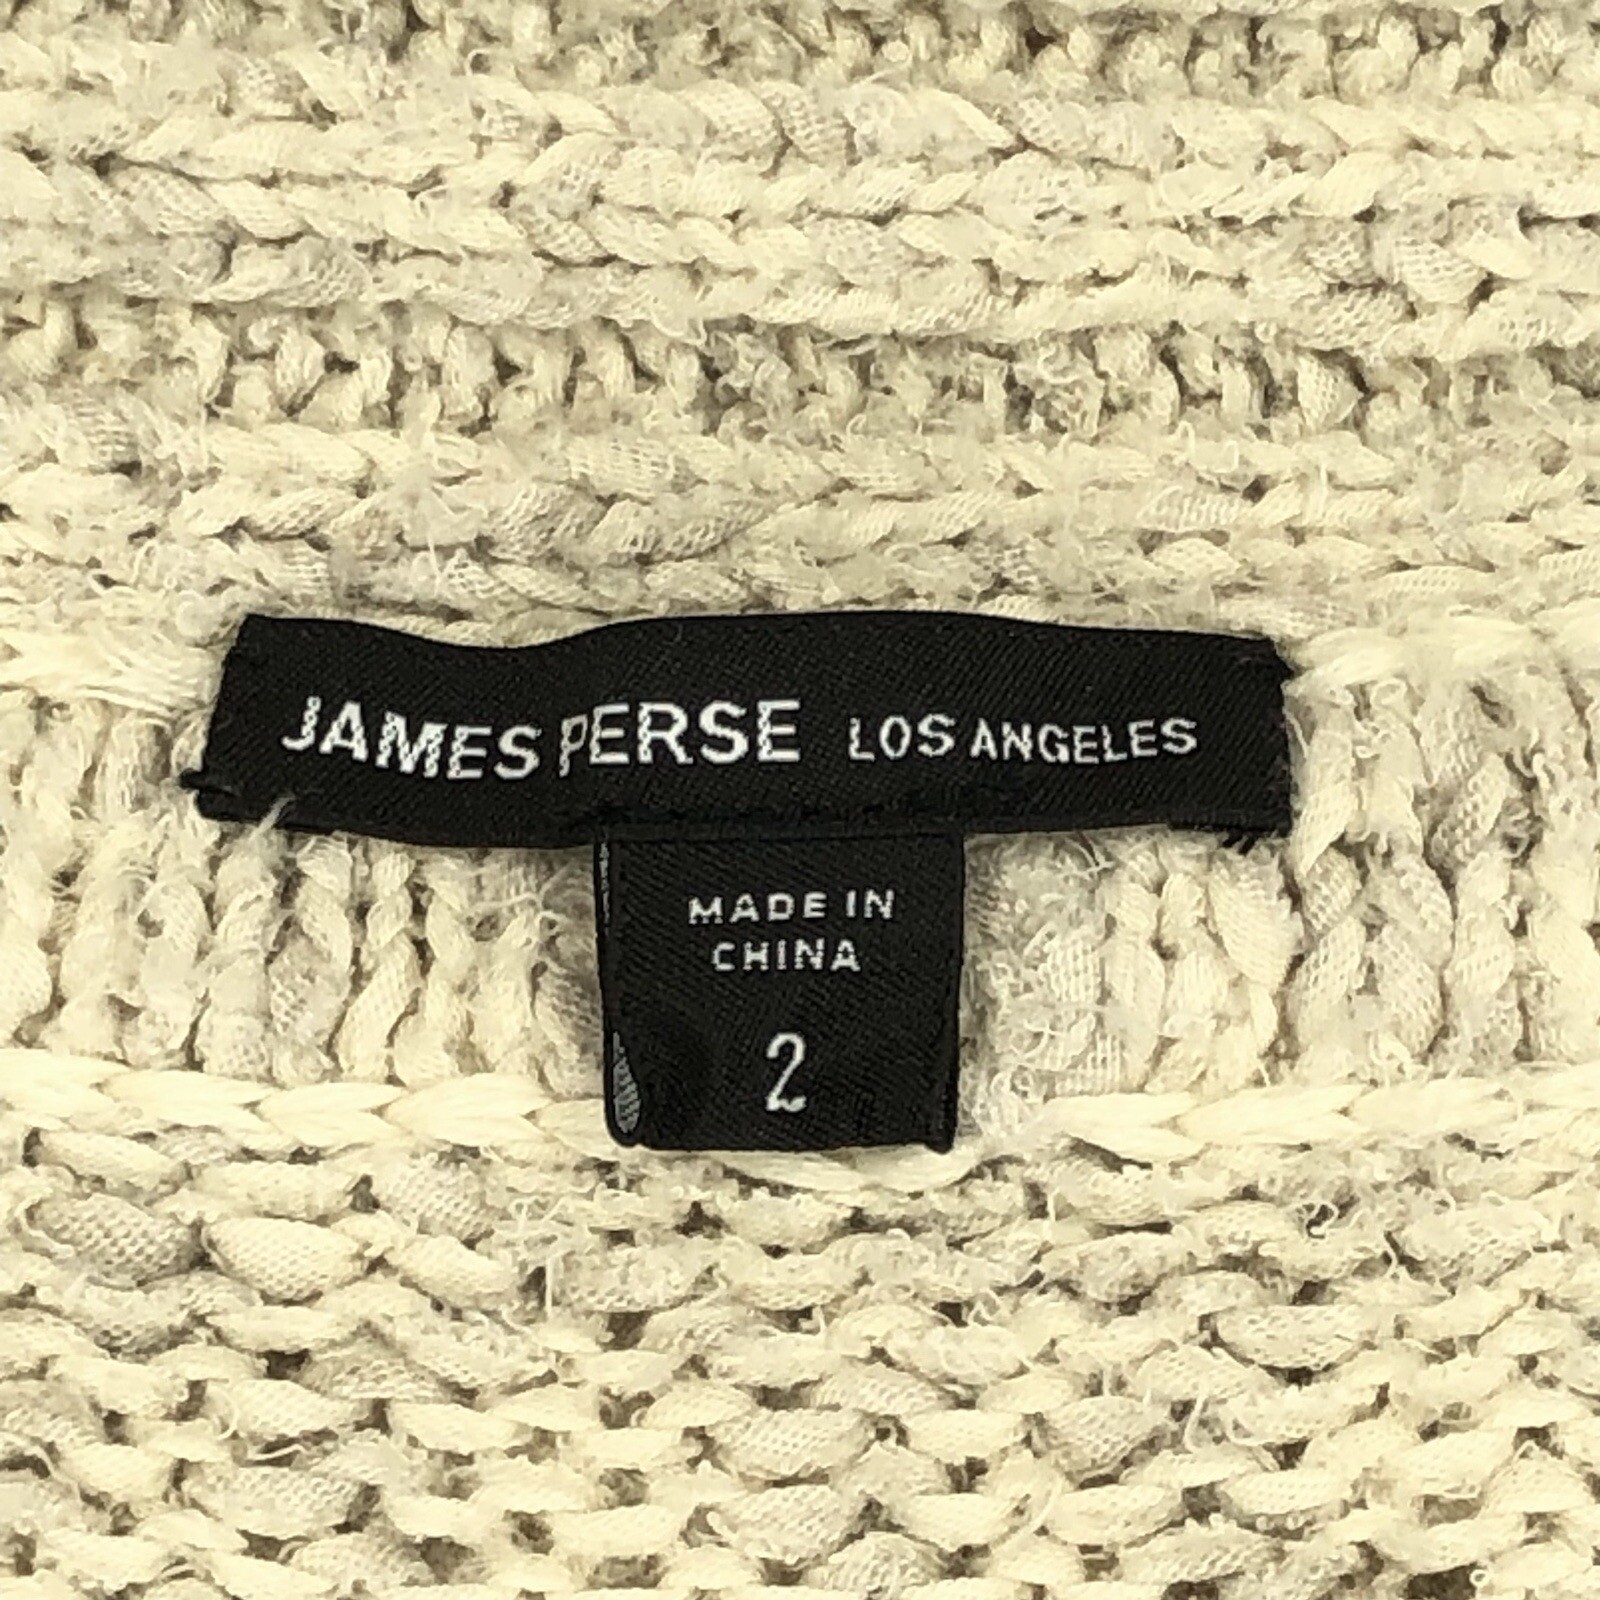 JAMES PERSE LOS ANGELES
MADE IN
CHINA
2